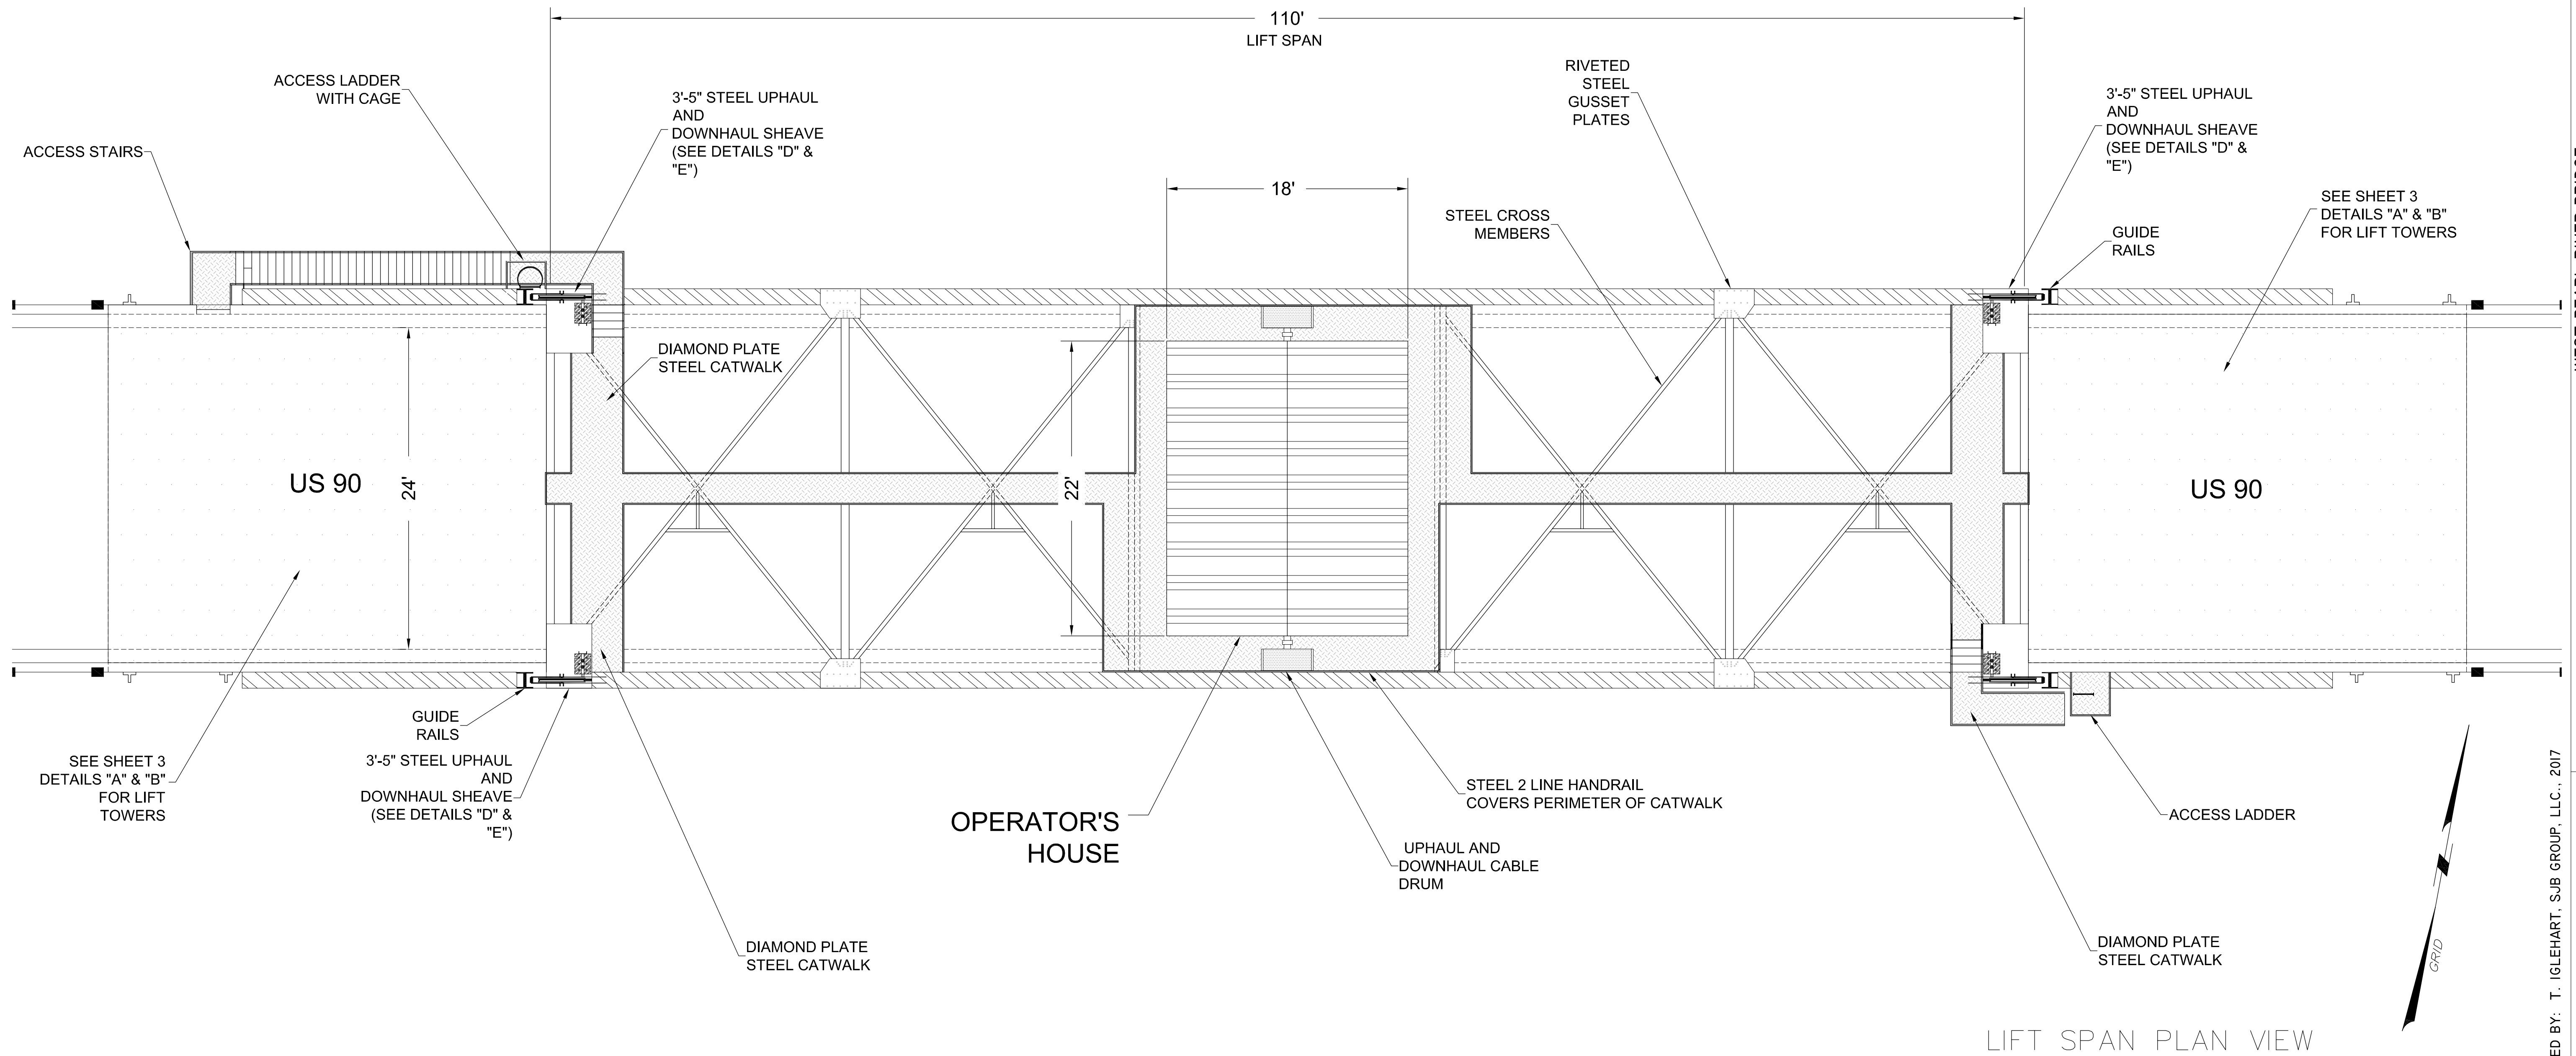 110'
LIFT SPAN
ACCESS LADDER
WITH CAGE
3'-5" STEEL UPHAUL
AND
DOWNHAUL SHEAVE
(SEE DETAILS "D" &
"E")
RIVETED
STEEL
GUSSET
PLATES
3'-5" STEEL UPHAUL
AND
DOWNHAUL SHEAVE
(SEE DETAILS "D" &
"E")
ACCESS STAIRS
18'
STEEL CROSS
MEMBERS
SEE SHEET 3
DETAILS "A" & "B"
FOR LIFT TOWERS
GUIDE
RAILS
DIAMOND PLATE
STEEL CATWALK
US 90
24'
22'
US 90
GUIDE
RAILS
SEE SHEET 3
DETAILS "A" & "B"
FOR LIFT
TOWERS
3'-5" STEEL UPHAUL
AND
DOWNHAUL SHEAVE
(SEE DETAILS "D" &
"E")
OPERATOR'S
HOUSE
STEEL 2 LINE HANDRAIL
COVERS PERIMETER OF CATWALK
UPHAUL AND
DOWNHAUL CABLE
DRUM
ACCESS LADDER
DIAMOND PLATE
STEEL CATWALK
DIAMOND PLATE
STEEL CATWALK
GRID
LIFT SPAN PLAN VIEW
ED BY: T. IGLEHART, SJB GROUP, LLC., 2017